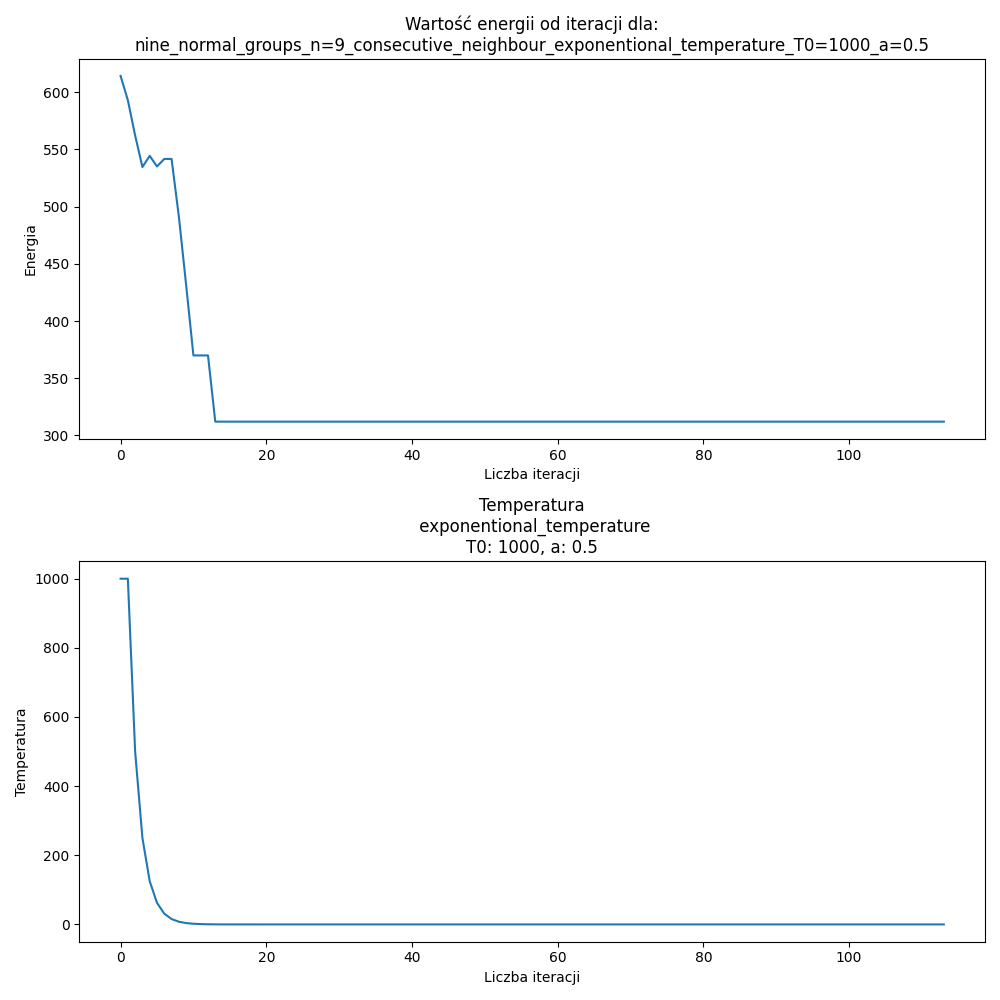 Wartość energii od iteracji dla:
nine_normal_groups_n=9_consecutive_neighbour_exponentional_temperature_T0=1000_a=0.5
600
550
500
450
400
350
300
Energia
0 20 40 60 80 100
Liczba iteracji
Temperatura
exponentional_temperature
T0: 1000, a: 0.5
1000
800
600
400
200
0
Temperatura
0 20 40 60 80 100
Liczba iteracji